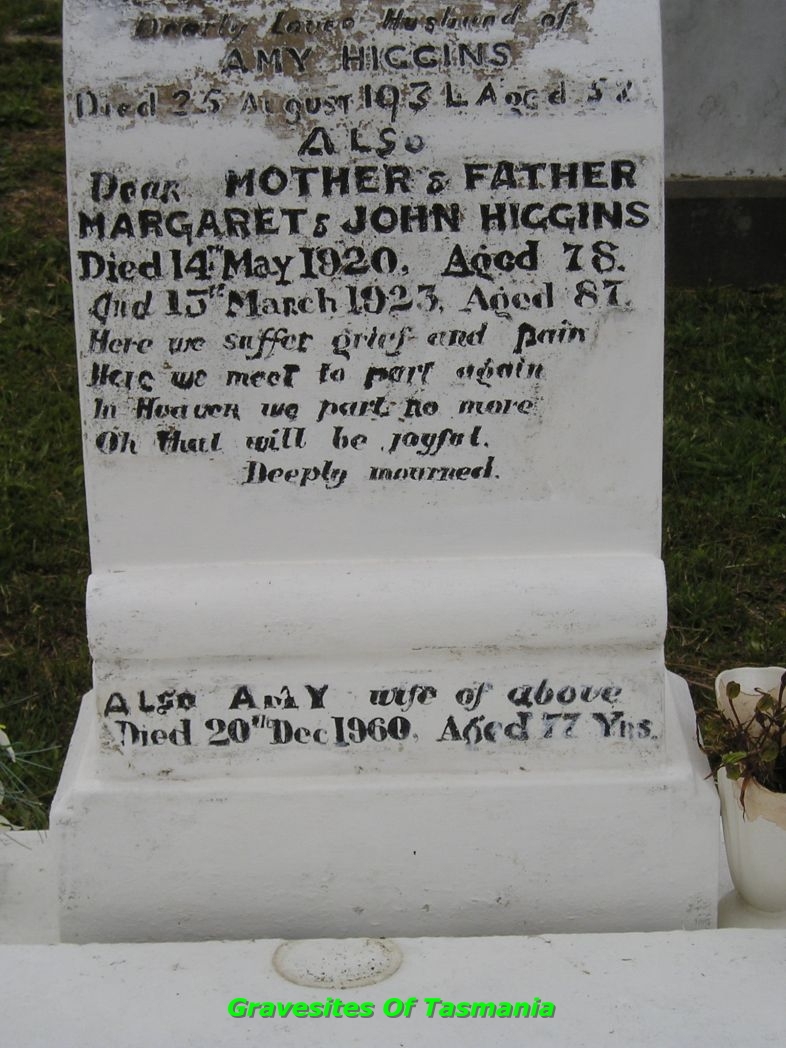 Dearly Loved Husband of
AMY HIGGINS
Died 25 August 193 Aged
ALSO
Dear MOTHER & FATHER
MARGARET & JOHN HIGGINS
Died 14TH May 1920, Aged 78.
And 15TH March 1923, Aged 87.
Here we suffer grief and pain
Here we meet to part again
In Heaven we part no more
Oh that will be joyful.
Deeply mourned.
ALSO AMY wife of above
Died 20TH Dec 1960, Aged 77 Yrs.
Gravesites Of Tasmania